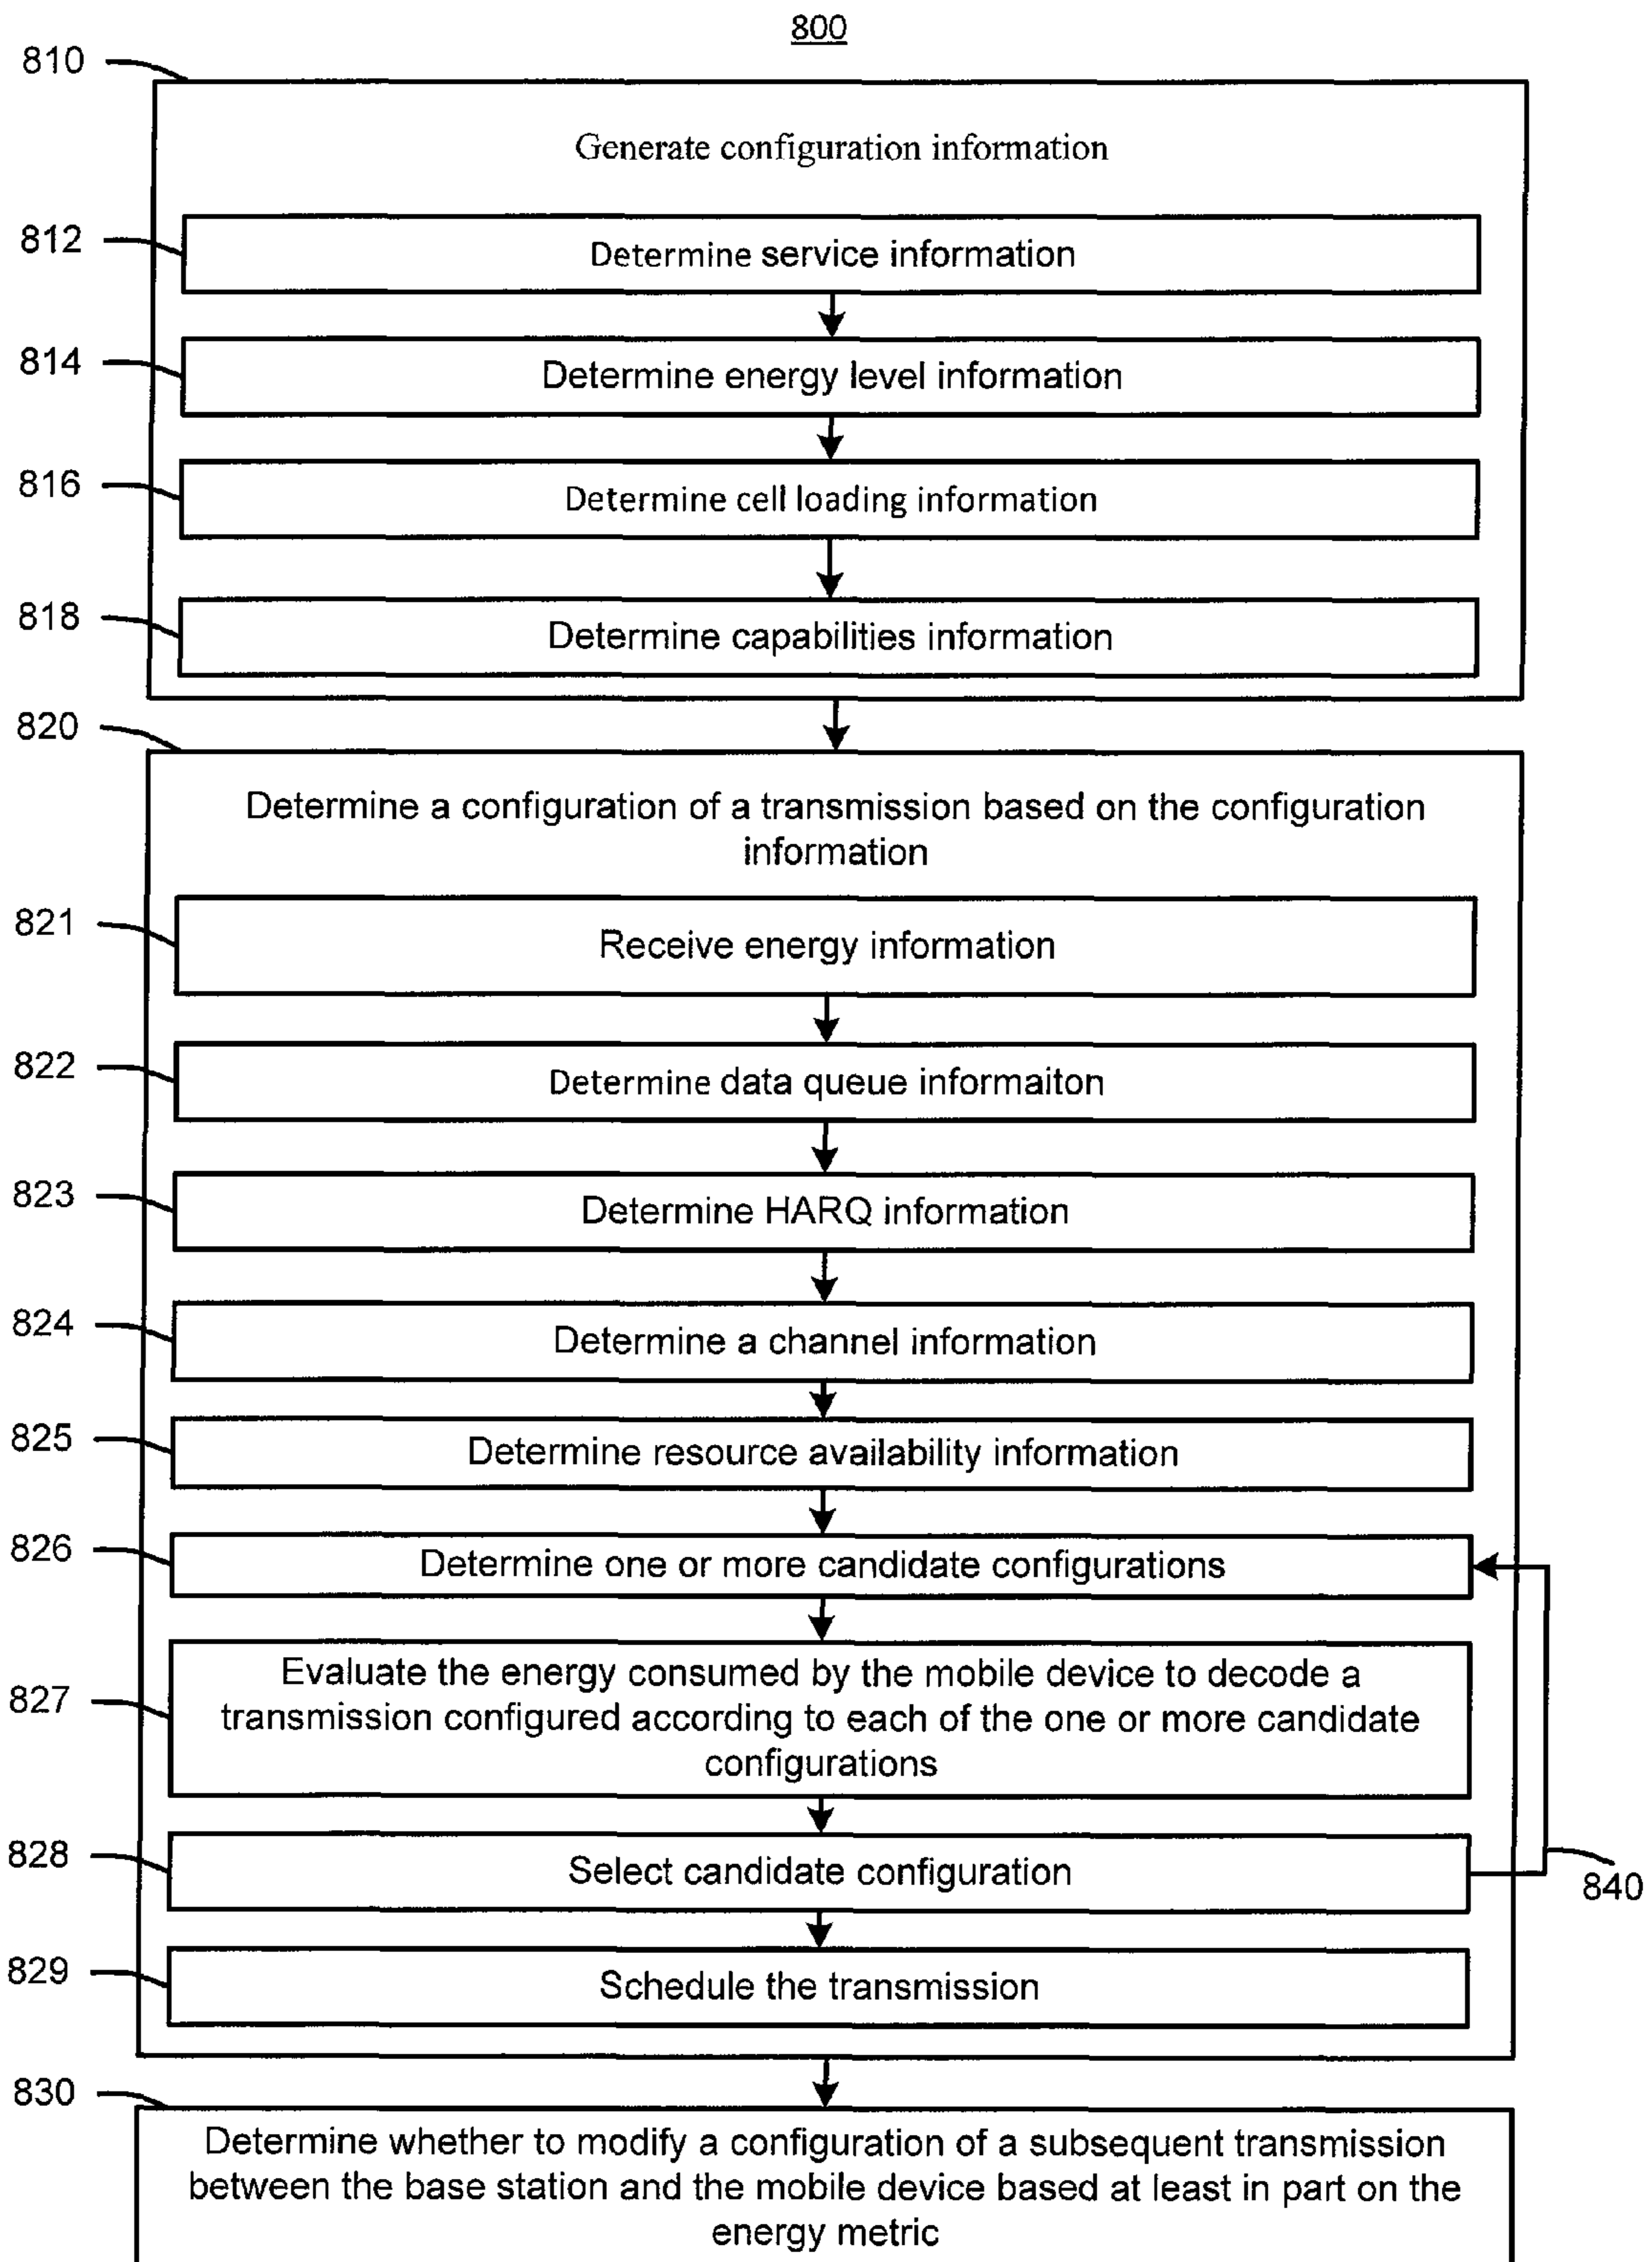 800
810
Generate configuration information
812
Determine service information
814
Determine energy level information
816
Determine cell loading information
818
Determine capabilities information
820
Determine a configuration of a transmission based on the configuration
information
821
Receive energy information
822
Determine data queue informaiton
823
Determine HARQ information
824
Determine a channel information
825
Determine resource availability information
826
Determine one or more candidate configurations
827
Evaluate the energy consumed by the mobile device to decode a
transmission configured according to each of the one or more candidate
configurations
828
Select candidate configuration
840
829
Schedule the transmission
830
Determine whether to modify a configuration of a subsequent transmission
between the base station and the mobile device based at least in part on the
energy metric